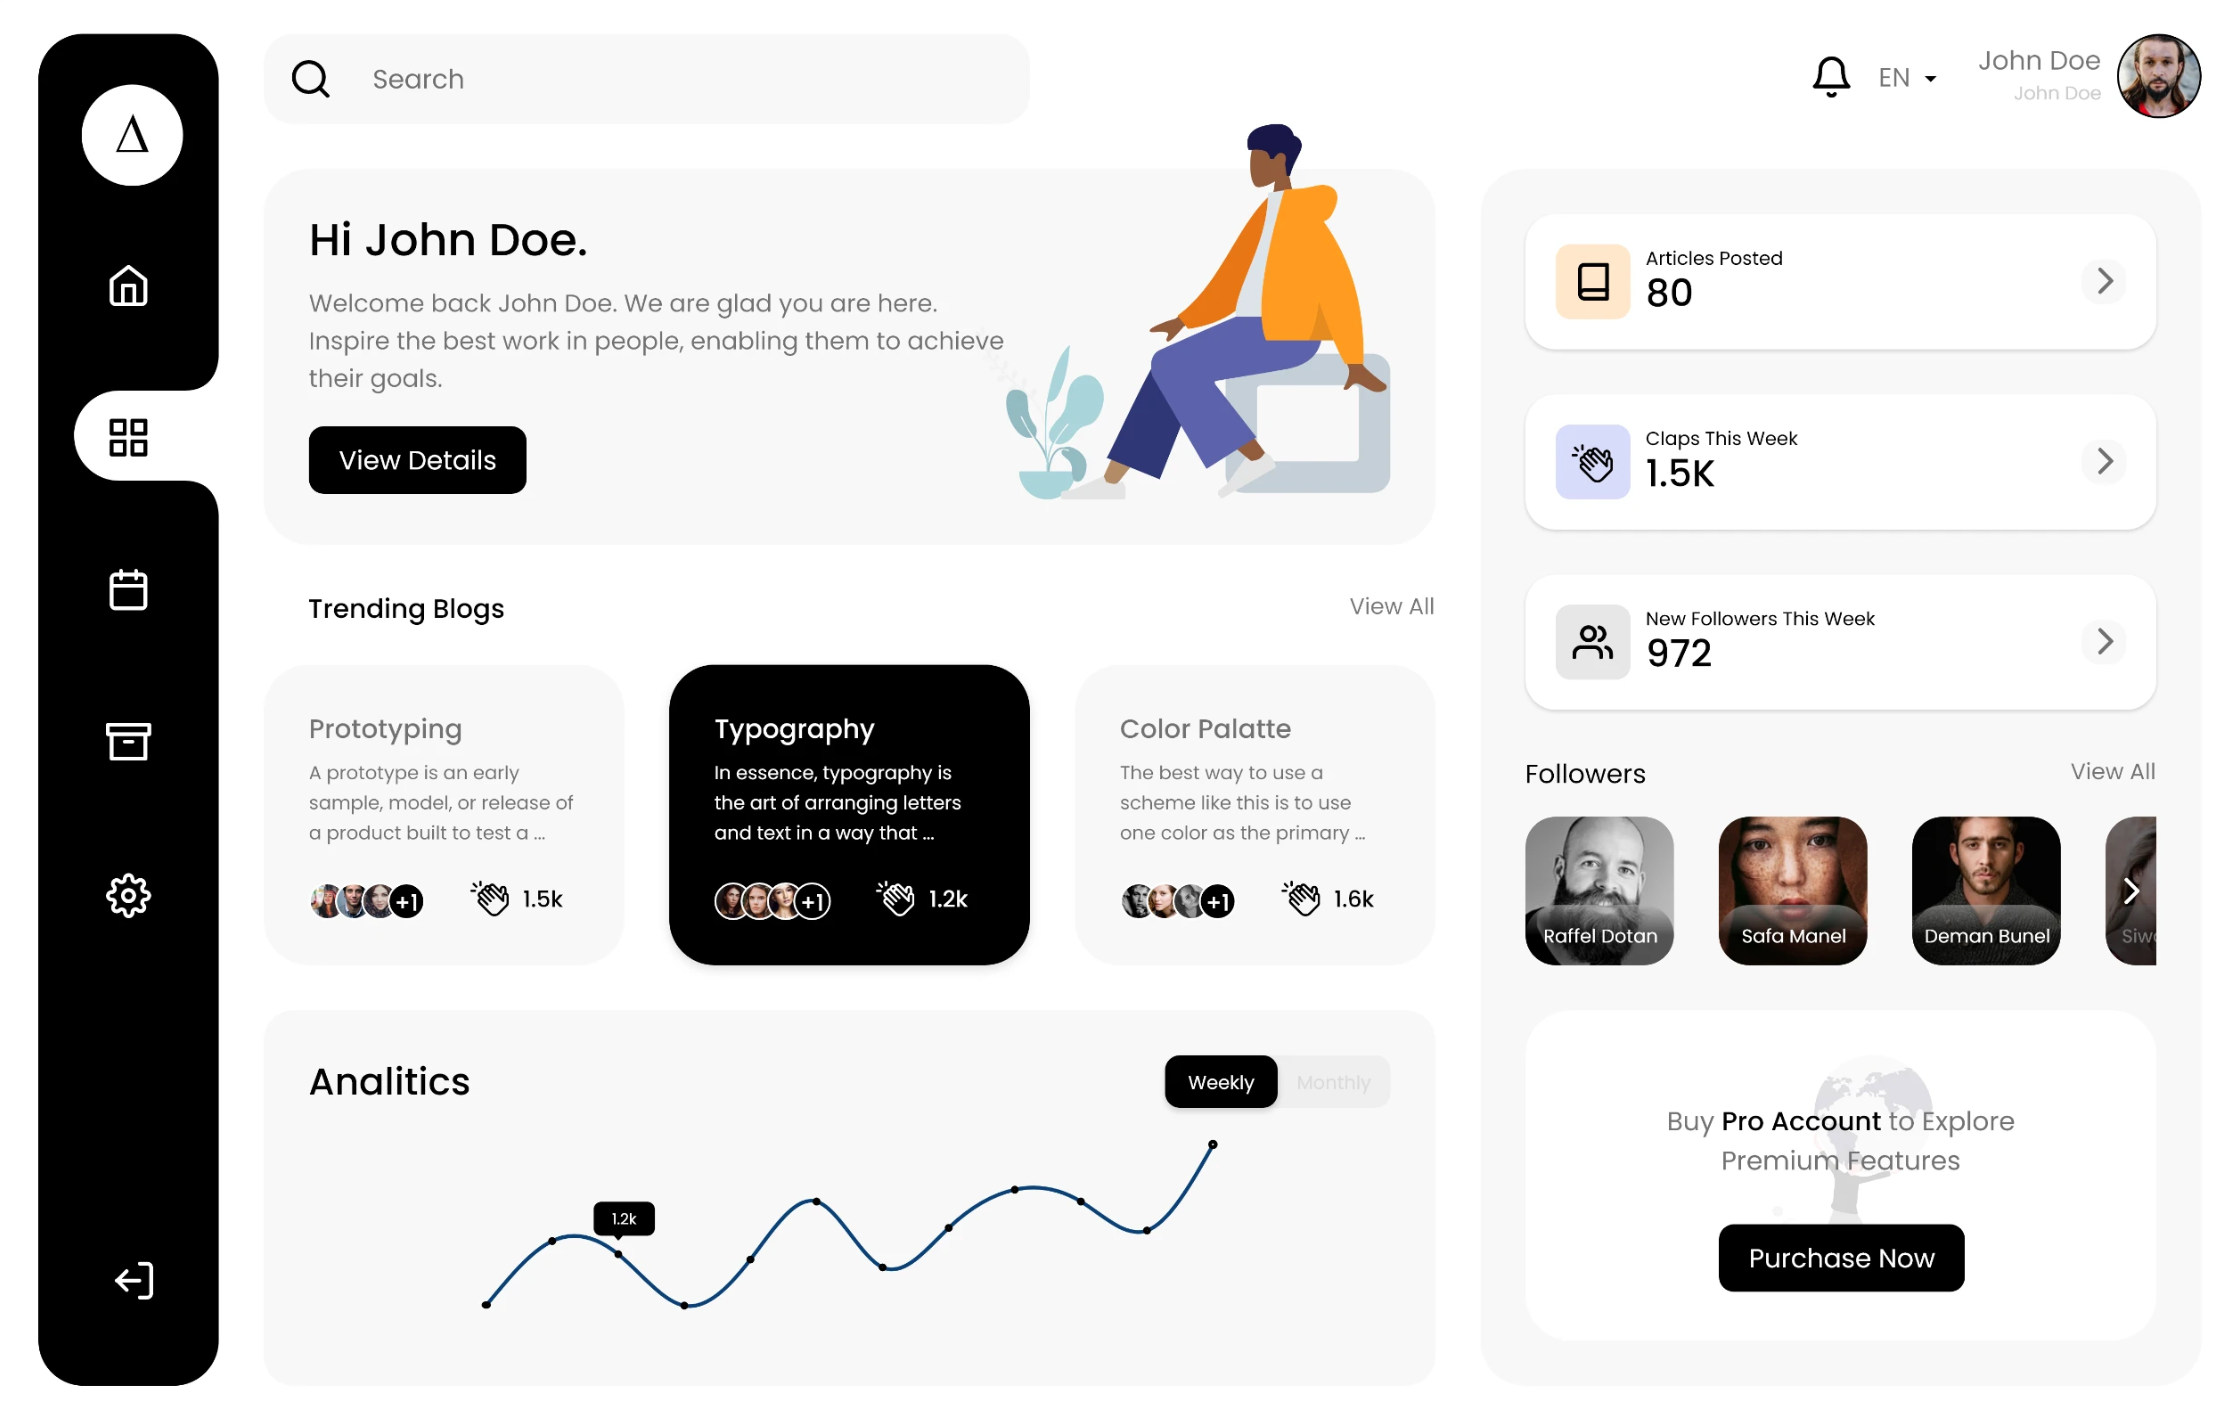 Search
EN
John Doe
John Doe
Δ
Hi John Doe.
Welcome back John Doe. We are glad you are here.
Inspire the best work in people, enabling them to achieve
their goals.
View Details
Trending Blogs
View All
Prototyping
A prototype is an early
sample, model, or release of
a product built to test a ...
+1
1.5k
Typography
In essence, typography is
the art of arranging letters
and text in a way that ...
+1
1.2k
Color Palatte
The best way to use a
scheme like this is to use
one color as the primary ...
+1
1.6k
Analitics
Weekly
Monthly
1.2k
Articles Posted
80
Claps This Week
1.5K
New Followers This Week
972
Followers
View All
Raffel Dotan
Safa Manel
Deman Bunel
Buy Pro Account to Explore
Premium Features
Purchase Now